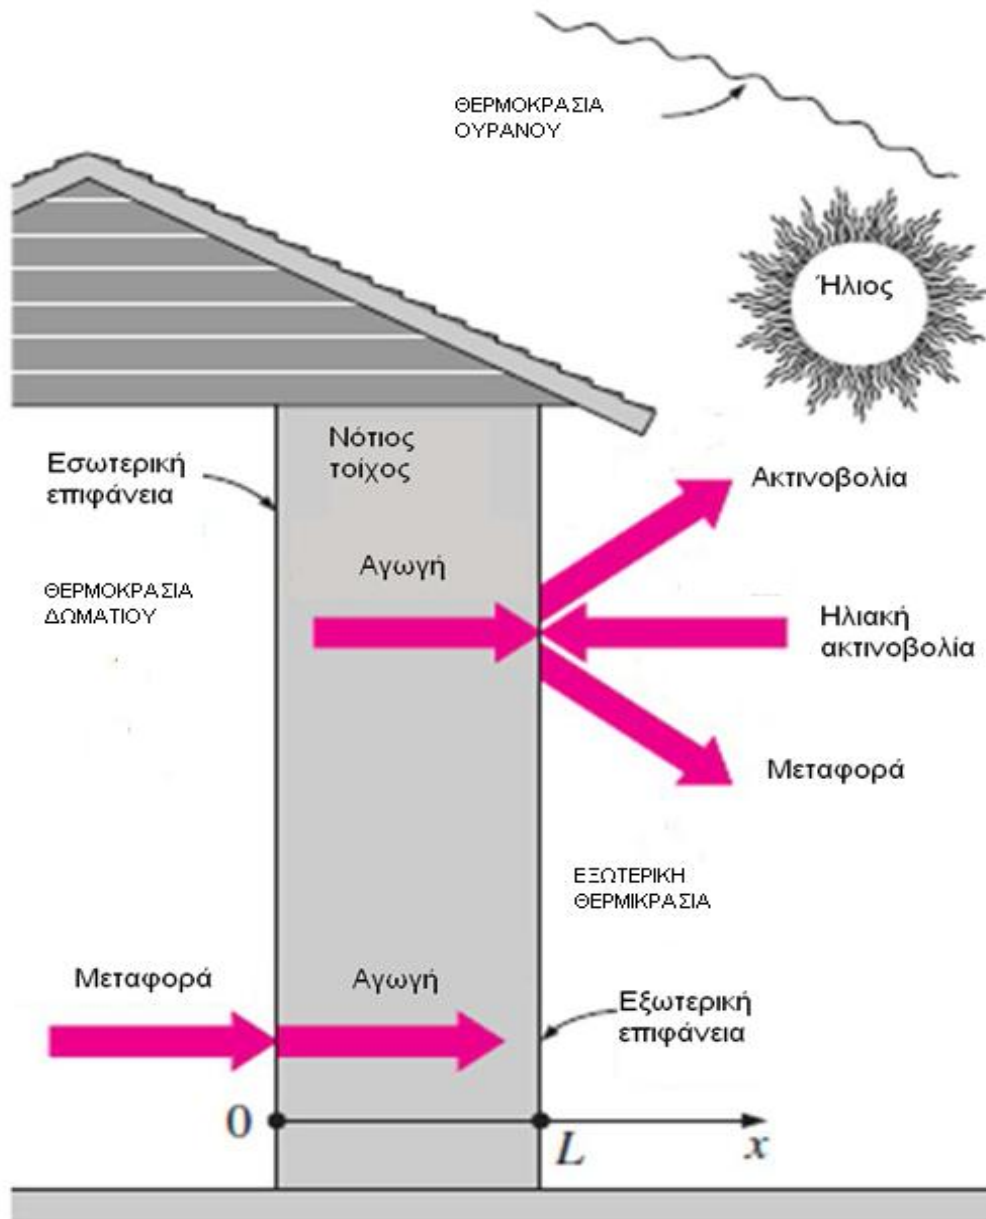 ΘΕΡΜΟΚΡΑΣΙΑ
ΟΥΡΑΝΟΥ
Ήλιος
Νότιος
τοίχος
Εσωτερική
επιφάνεια
Ακτινοβολία
Αγωγή
ΘΕΡΜΟΚΡΑΣΙΑ
ΔΩΜΑΤΙΟΥ
Ηλιακή
ακτινοβολία
Μεταφορά
ΕΞΩΤΕΡΙΚΗ
ΘΕΡΜΙΚΡΑΣΙΑ
Μεταφορά
Αγωγή
Εξωτερική
επιφάνεια
0
L
x